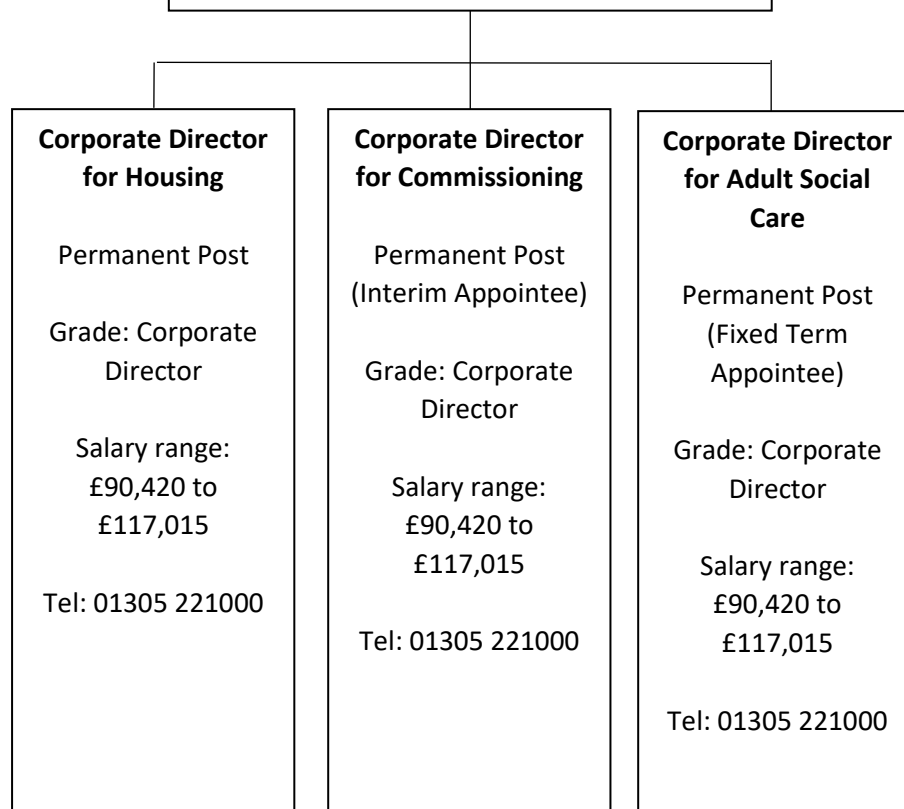 Corporate Director
for Housing
Permanent Post
Grade: Corporate
Director
Salary range:
£90,420 to
£117,015
Tel: 01305 221000
Corporate Director
for Commissioning
Permanent Post
(Interim Appointee)
Grade: Corporate
Director
Salary range:
£90,420 to
£117,015
Tel: 01305 221000
Corporate Director
for Adult Social
Care
Permanent Post
(Fixed Term
Appointee)
Grade: Corporate
Director
Salary range:
£90,420 to
£117,015
Tel: 01305 221000